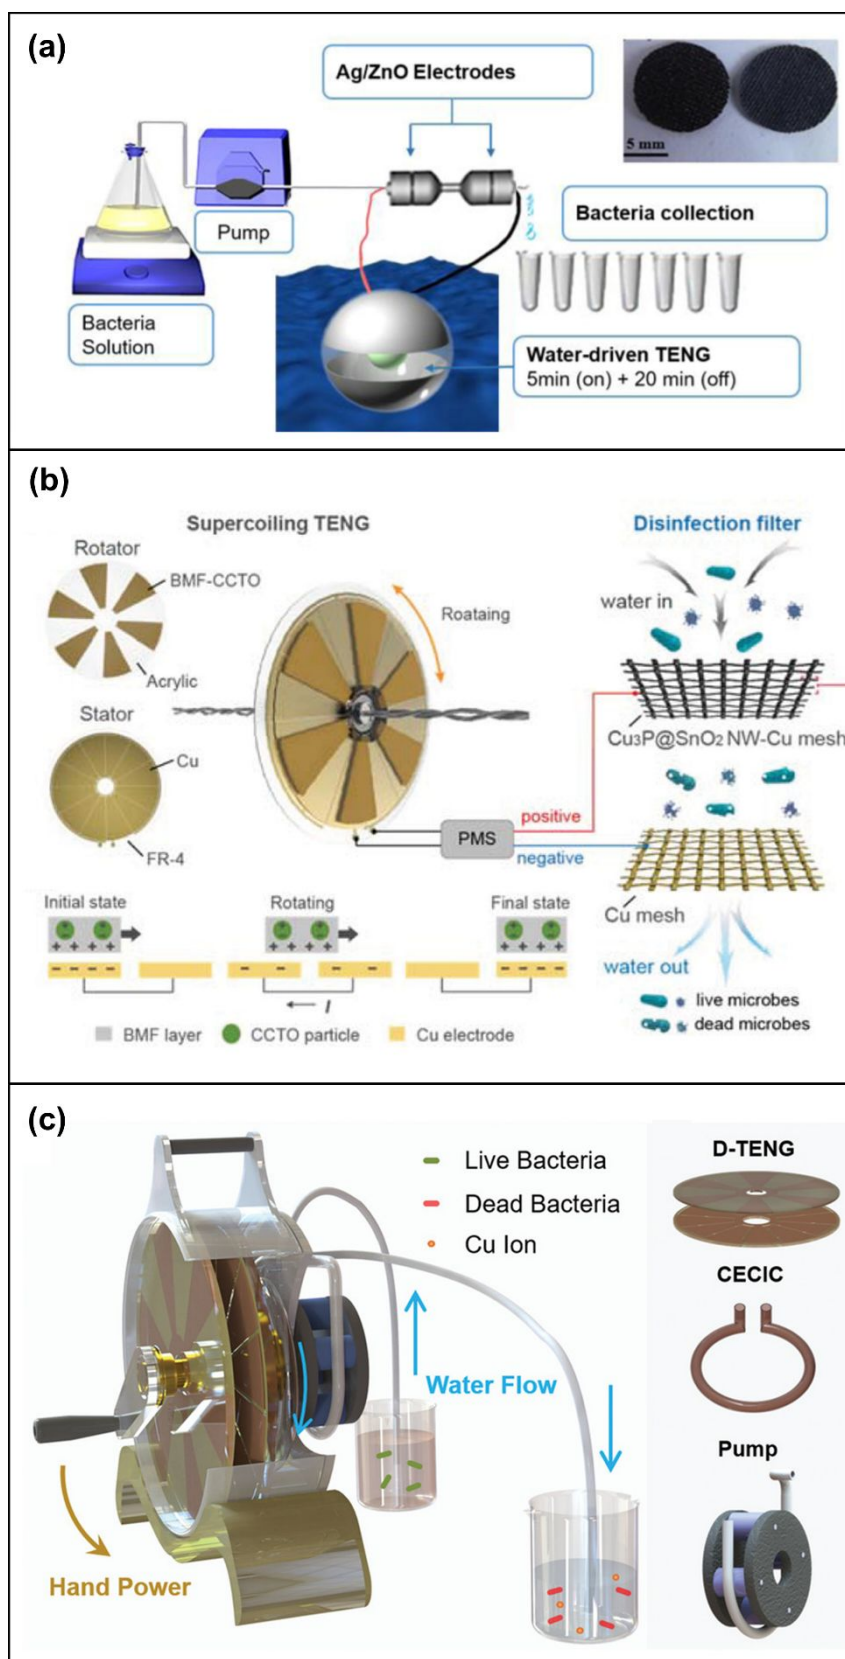 (a)
Ag/ZnO Electrodes
5 mm
Pump
Bacteria collection
Bacteria
Solution
Water-driven TENG
5min (on) + 20 min (off)
(b)
Supercoiling TENG
Disinfection filter
Rotator
BMF-CCTO
Acrylic
Roataing
water in
Stator
Cu
FR-4
Cu3P@SnO2 NW-Cu mesh
PMS
positive
negative
Cu mesh
Initial state
Rotating
Final state
+ + + +
+ + + +
+ + + +
- - - -
- -
- -
- - - -
I
water out
live microbes
dead microbes
BMF layer
CCTO particle
Cu electrode
(c)
Live Bacteria
Dead Bacteria
Cu Ion
D-TENG
CECIC
Water Flow
Pump
Hand Power